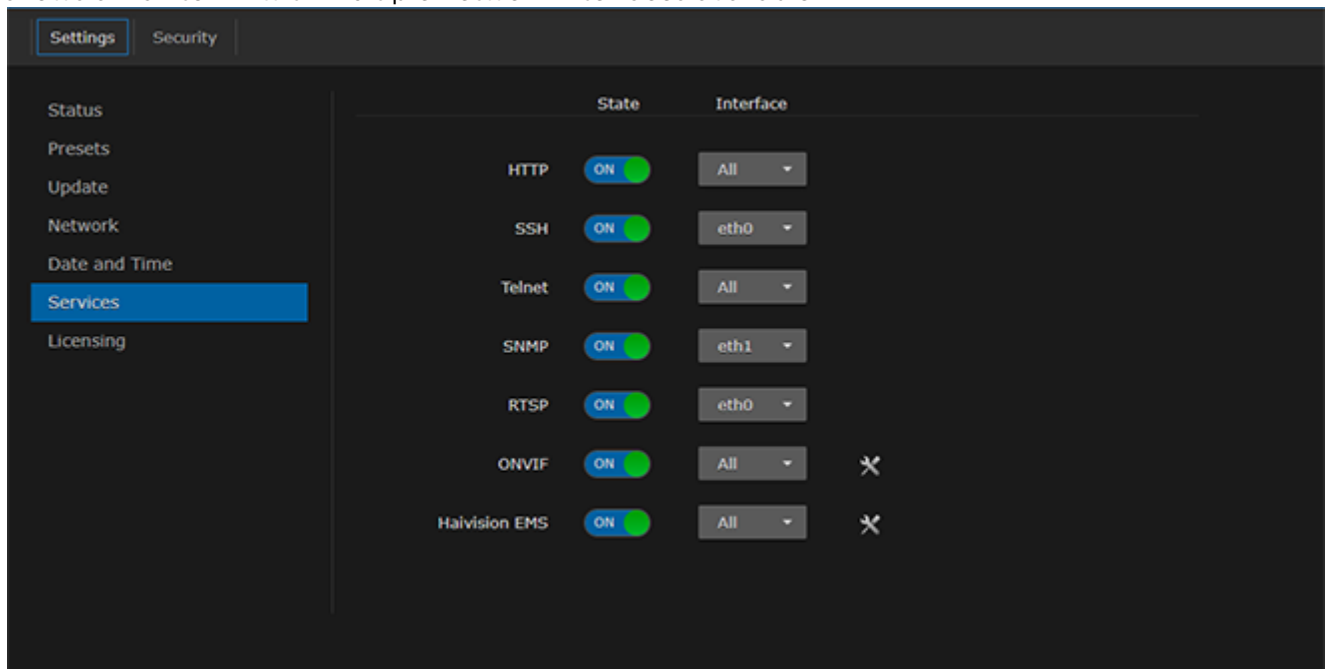 Settings Security
State Interface
Status
Presets
Update
Network
Date and Time
Services
Licensing
HTTP ON All
SSH ON eth0
Telnet ON All
SNMP ON eth1
RTSP ON eth0
ONVIF ON All
Haivision EMS ON All